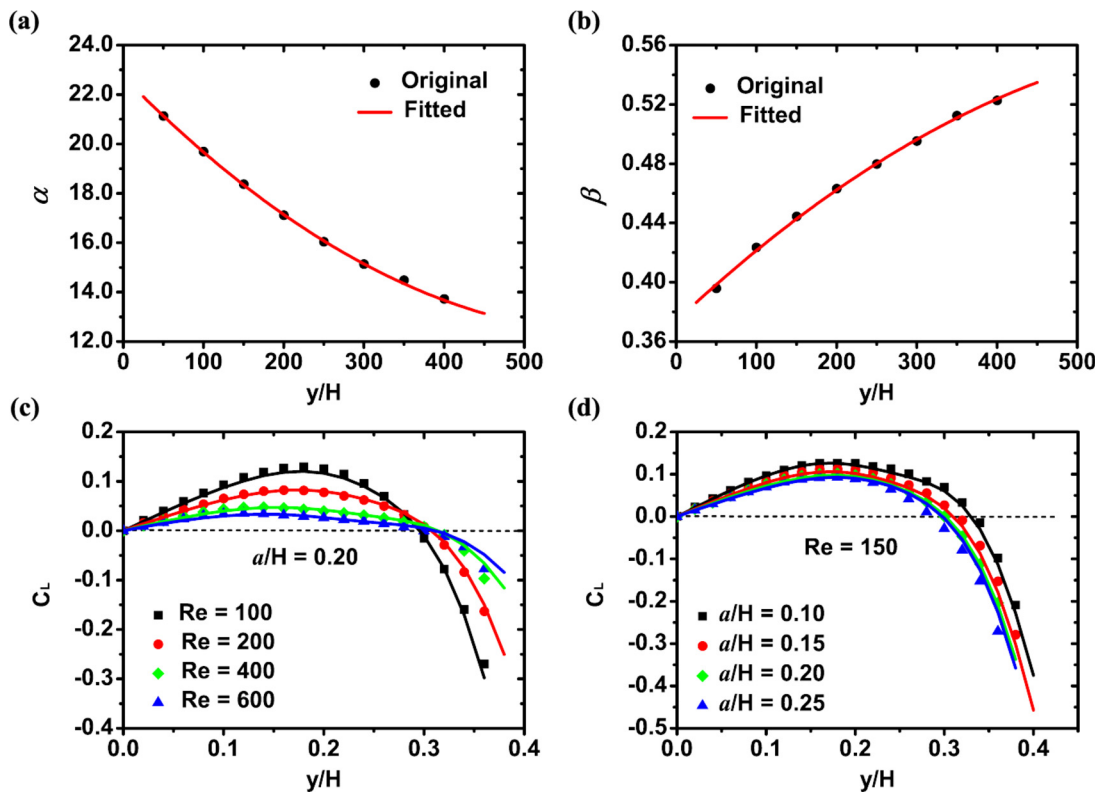 (a)
24.0
22.0
20.0
18.0
16.0
14.0
12.0
α
Original
Fitted
0 100 200 300 400 500
y/H
(b)
0.56
0.52
0.48
0.44
0.40
0.36
β
Original
Fitted
0 100 200 300 400 500
y/H
(c)
0.2
0.1
0.0
-0.1
-0.2
-0.3
-0.4
CL
a/H = 0.20
Re = 100
Re = 200
Re = 400
Re = 600
0.0 0.1 0.2 0.3 0.4
y/H
(d)
0.2
0.1
0.0
-0.1
-0.2
-0.3
-0.4
-0.5
CL
Re = 150
a/H = 0.10
a/H = 0.15
a/H = 0.20
a/H = 0.25
0.0 0.1 0.2 0.3 0.4
y/H